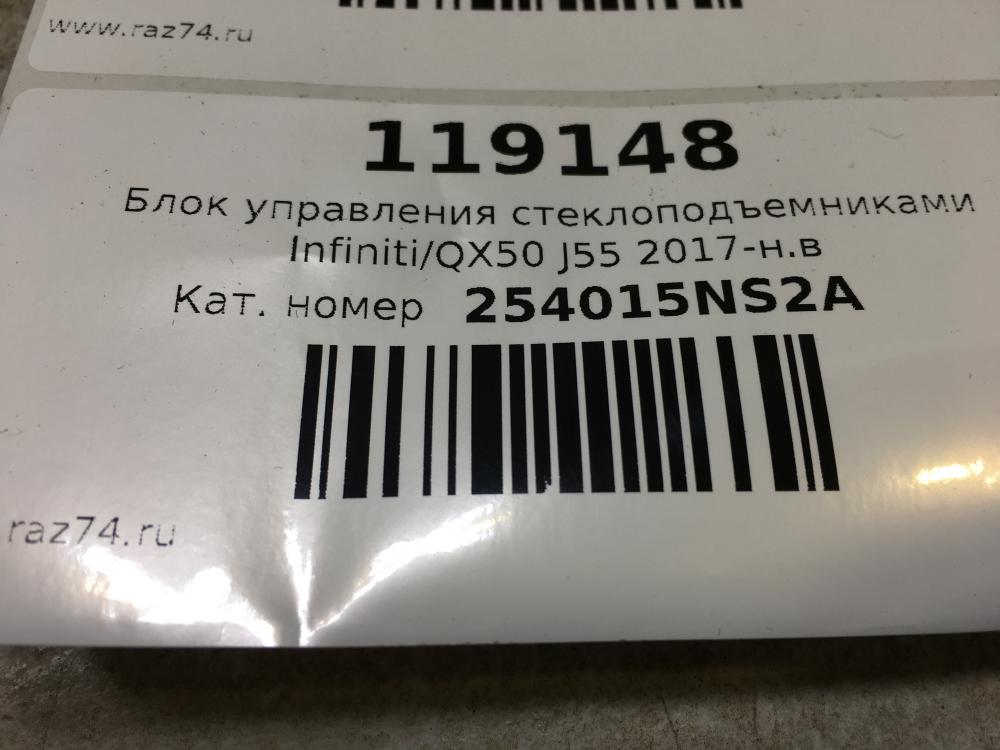 www.raz74.ru
119148
Блок управления стеклоподъемниками
Infiniti/QX50 J55 2017-н.в
Кат. номер 254015NS2A
raz74.ru